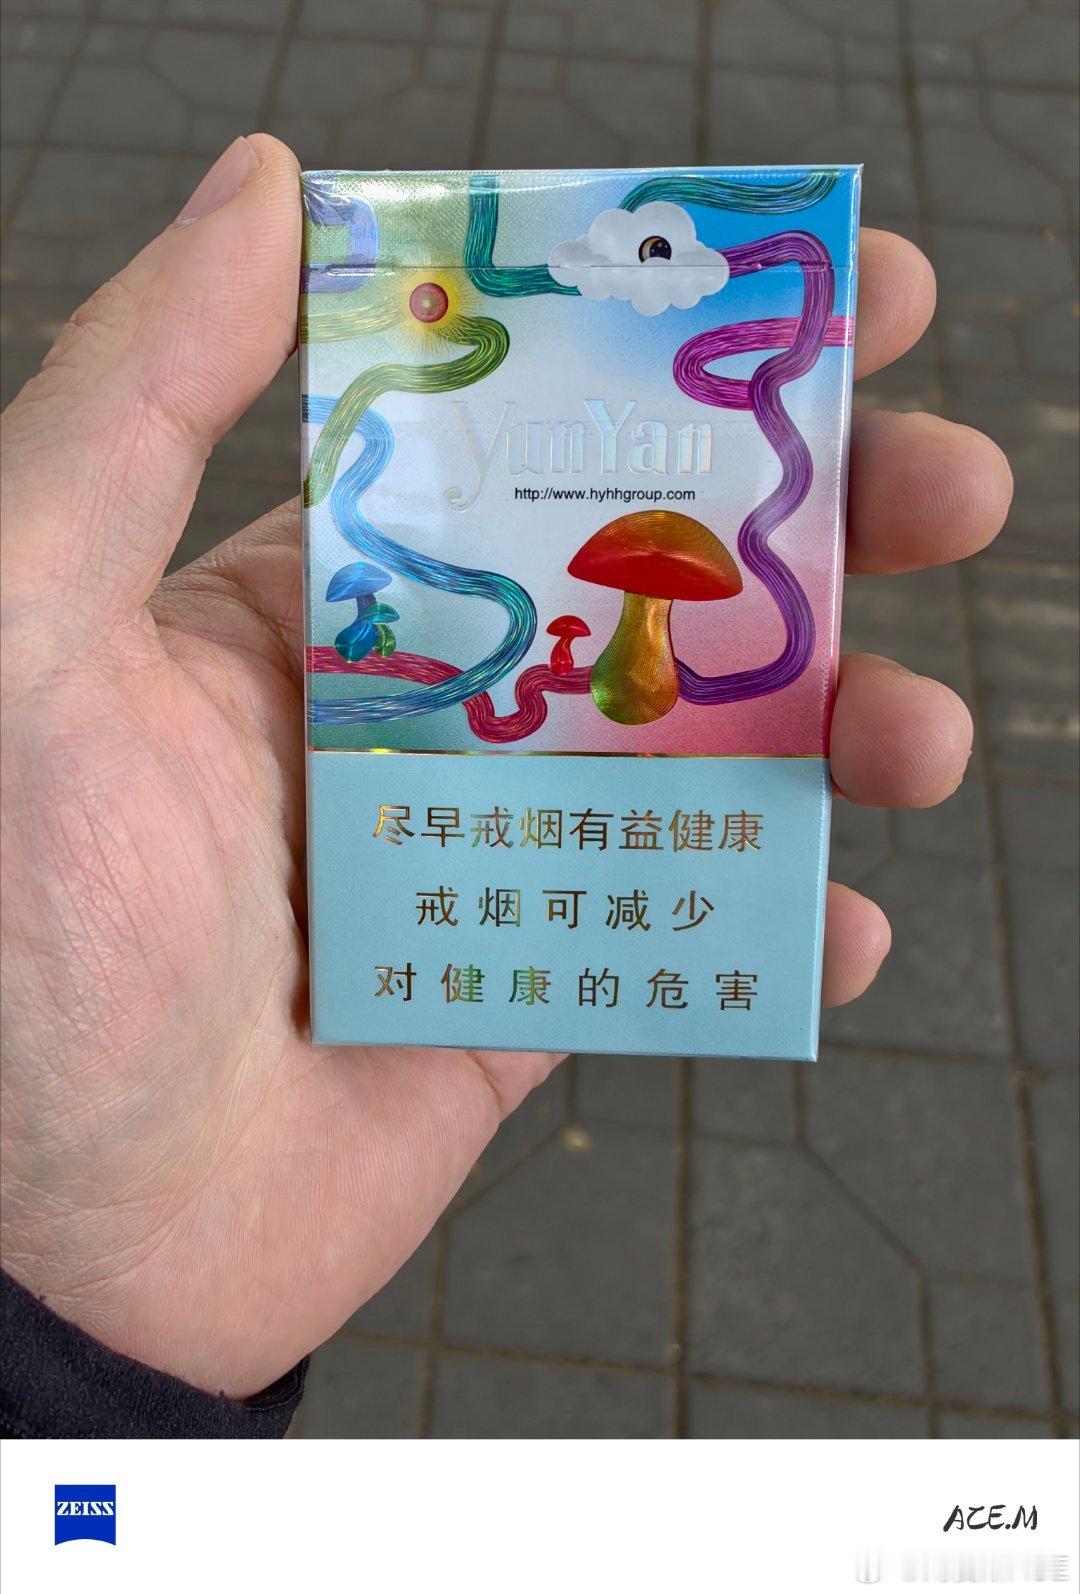 yunYan
http://www.hyhhgroup.com
尽早戒烟有益健康
戒烟可减少
对健康的危害
ZEISS
ACE.M